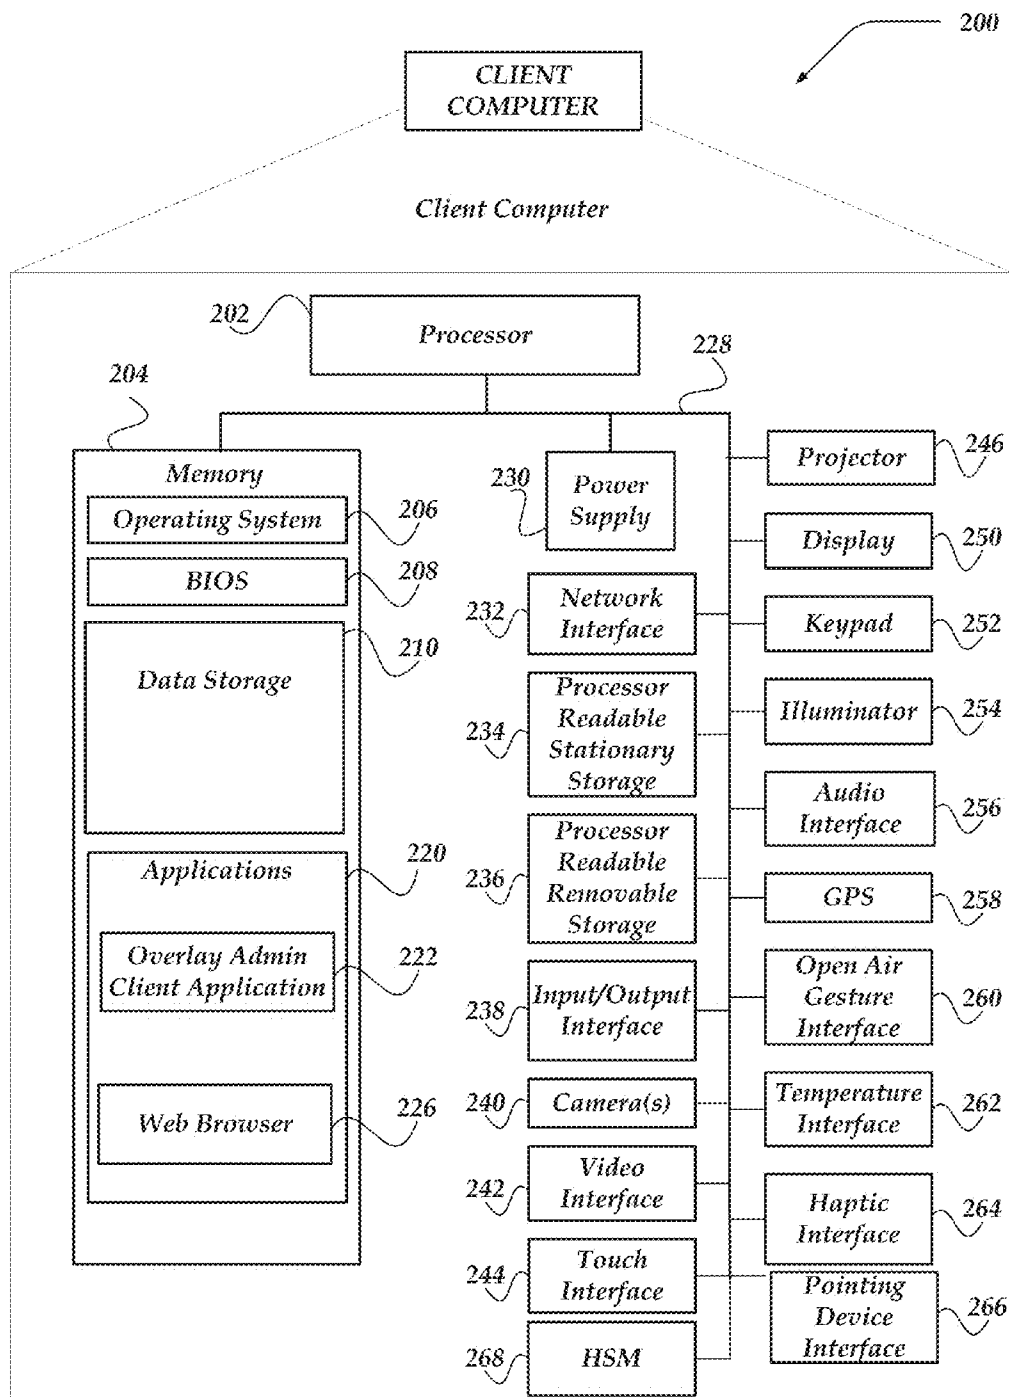 200
CLIENT
COMPUTER
Client Computer
202
Processor
228
204
Memory
Operating System
206
BIOS
208
Data Storage
210
Applications
220
Overlay Admin
Client Application
222
Web Browser
226
230
Power
Supply
232
Network
Interface
234
Processor
Readable
Stationary
Storage
236
Processor
Readable
Removable
Storage
238
Input/Output
Interface
240
Camera(s)
242
Video
Interface
244
Touch
Interface
268
HSM
Projector
246
Display
250
Keypad
252
Illuminator
254
Audio
Interface
256
GPS
258
Open Air
Gesture
Interface
260
Temperature
Interface
262
Haptic
Interface
264
Pointing
Device
Interface
266